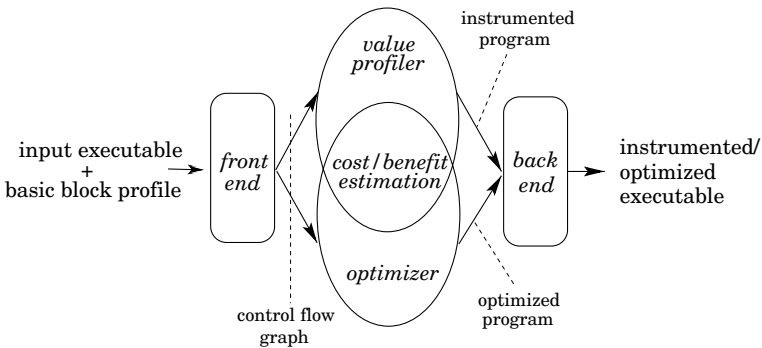 input executable
+
basic block profile
front
end
value
profiler
cost/benefit
estimation
optimizer
control flow
graph
instrumented
program
optimized
program
back
end
instrumented/
optimized
executable